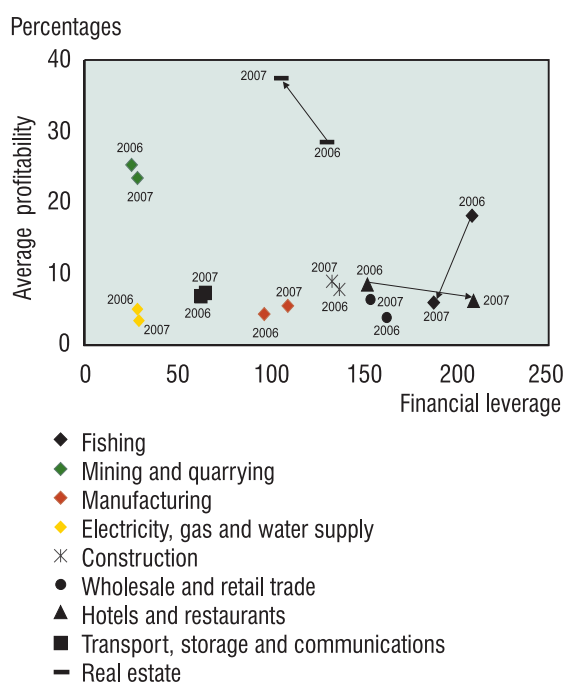 Percentages
Average profitability
40
30
20
10
0
2007
2006
2006
2007
2006
2007
2006
2007
2006
2007
2006
2007
2006
2006
2007
2006
2006
2007
2007
0
50
100
150
200
250
Financial leverage
Fishing
Mining and quarrying
Manufacturing
Electricity, gas and water supply
Construction
Wholesale and retail trade
Hotels and restaurants
Transport, storage and communications
Real estate